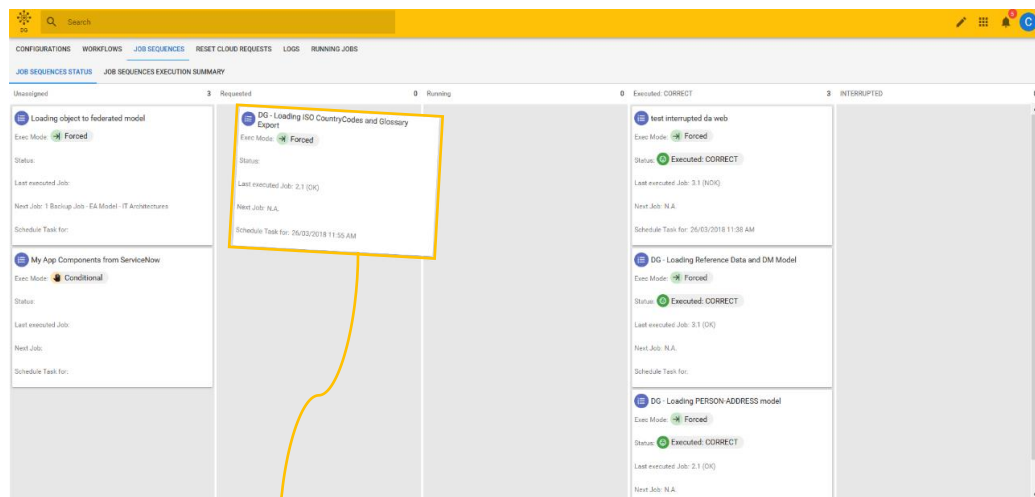 DG
Search
6
C
CONFIGURATIONS WORKFLOWS JOB SEQUENCES RESET CLOUD REQUESTS LOGS RUNNING JOBS
JOB SEQUENCES STATUS JOB SEQUENCES EXECUTION SUMMARY
Unassigned 3 Requested 0 Running 0 Executed: CORRECT 3 INTERRUPTED
Loading object to federated model
Exec Mode: Forced
Status:
Last executed Job:
Next Job: 1 Backup Job - EA Model - IT Architectures
Schedule Task for:
My App Components from ServiceNow
Exec Mode: Conditional
Status:
Last executed Job:
Next Job:
Schedule Task for:
DG - Loading ISO CountryCodes and Glossary
Export
Exec Mode: Forced
Status:
Last executed Job: 2.1 (OK)
Next Job: N.A.
Schedule Task for: 26/03/2018 11:55 AM
test interrupted da web
Exec Mode: Forced
Status: Executed: CORRECT
Last executed Job: 3.1 (NOK)
Next Job: N.A.
Schedule Task for: 26/03/2018 11:38 AM
DG - Loading Reference Data and DM Model
Exec Mode: Forced
Status: Executed: CORRECT
Last executed Job: 3.1 (OK)
Next Job: N.A.
Schedule Task for:
DG - Loading PERSON-ADDRESS model
Exec Mode: Forced
Status: Executed: CORRECT
Last executed Job: 2.1 (OK)
Next Job: N.A.